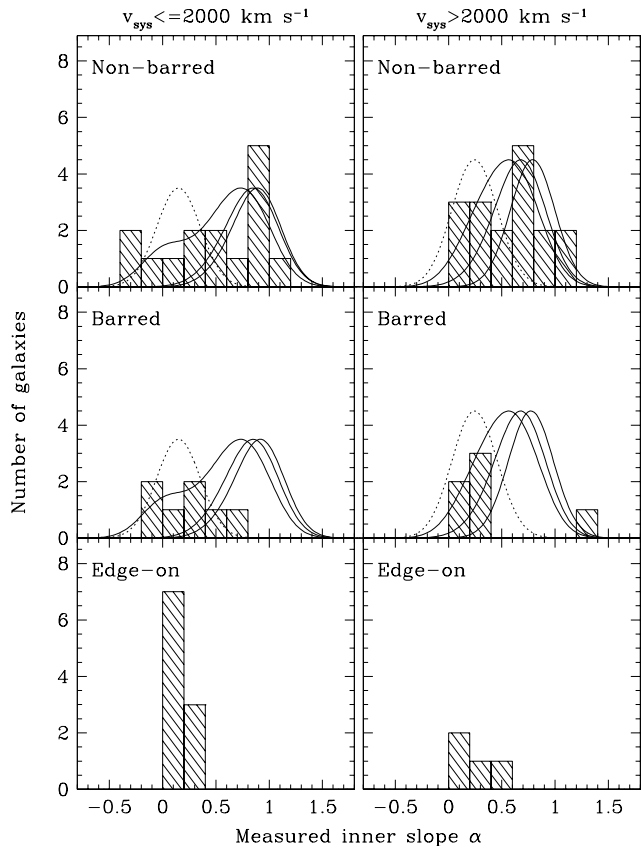 v_sys<=2000 km s⁻¹ v_sys>2000 km s⁻¹
8
Non-barred Non-barred
6
4
2
0
8
Barred Barred
6
4
2
0
8
Edge-on Edge-on
6
4
2
0
Number of galaxies
-0.5 0 0.5 1 1.5 -0.5 0 0.5 1 1.5
Measured inner slope α